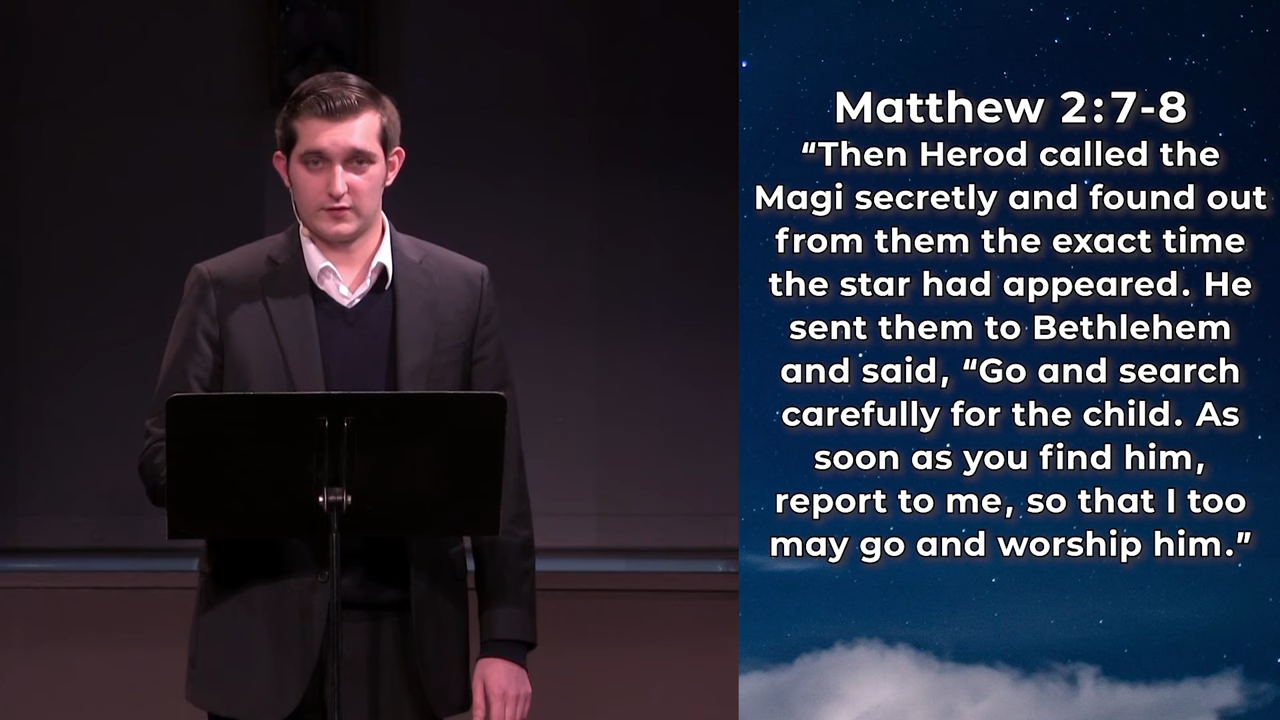 Matthew 2:7-8
“Then Herod called the
Magi secretly and found out
from them the exact time
the star had appeared. He
sent them to Bethlehem
and said, “Go and search
carefully for the child. As
soon as you find him,
report to me, so that I too
may go and worship him.”